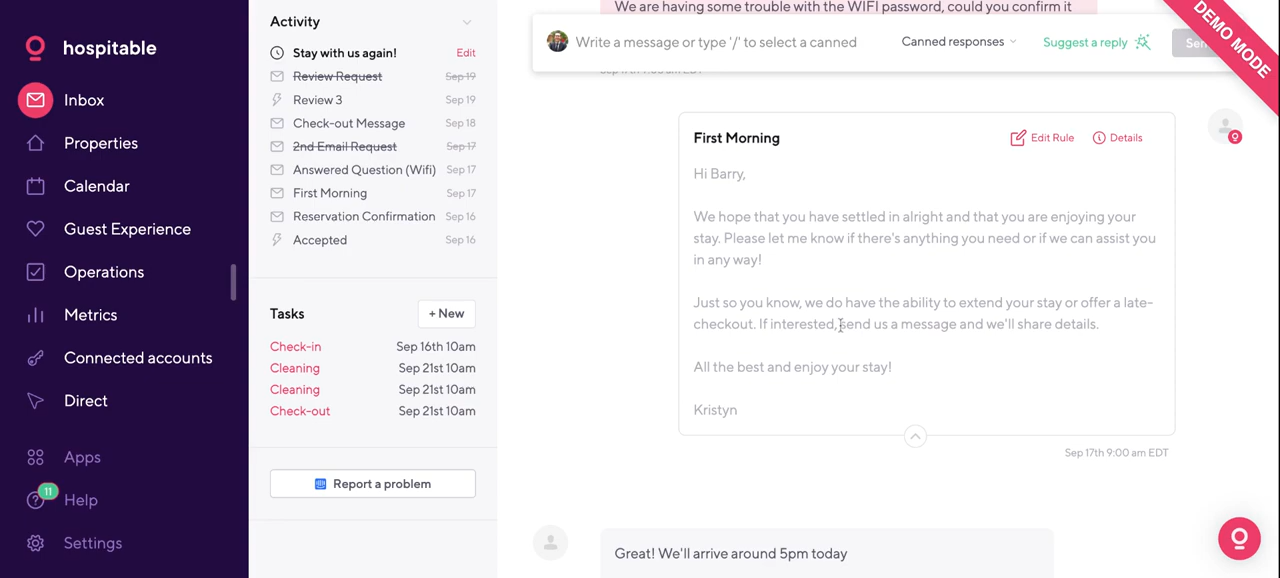 hospitable
Inbox
Properties
Calendar
Guest Experience
Operations
Metrics
Connected accounts
Direct
Apps
11
Help
Settings
Activity
Stay with us again! Edit
Review Request Sep 19
Review 3 Sep 19
Check-out Message Sep 18
2nd Email Request Sep 17
Answered Question (Wifi) Sep 17
First Morning Sep 17
Reservation Confirmation Sep 16
Accepted Sep 16
Tasks + New
Check-in Sep 16th 10am
Cleaning Sep 21st 10am
Cleaning Sep 21st 10am
Check-out Sep 21st 10am
Report a problem
We are having some trouble with the WIFI password, could you confirm it
Write a message or type '/' to select a canned Canned responses Suggest a reply
DEMO MODE
First Morning Edit Rule Details
Hi Barry,
We hope that you have settled in alright and that you are enjoying your
stay. Please let me know if there's anything you need or if we can assist you
in any way!
Just so you know, we do have the ability to extend your stay or offer a late-
checkout. If interested, send us a message and we'll share details.
All the best and enjoy your stay!
Kristyn
Sep 17th 9:00 am EDT
Great! We'll arrive around 5pm today